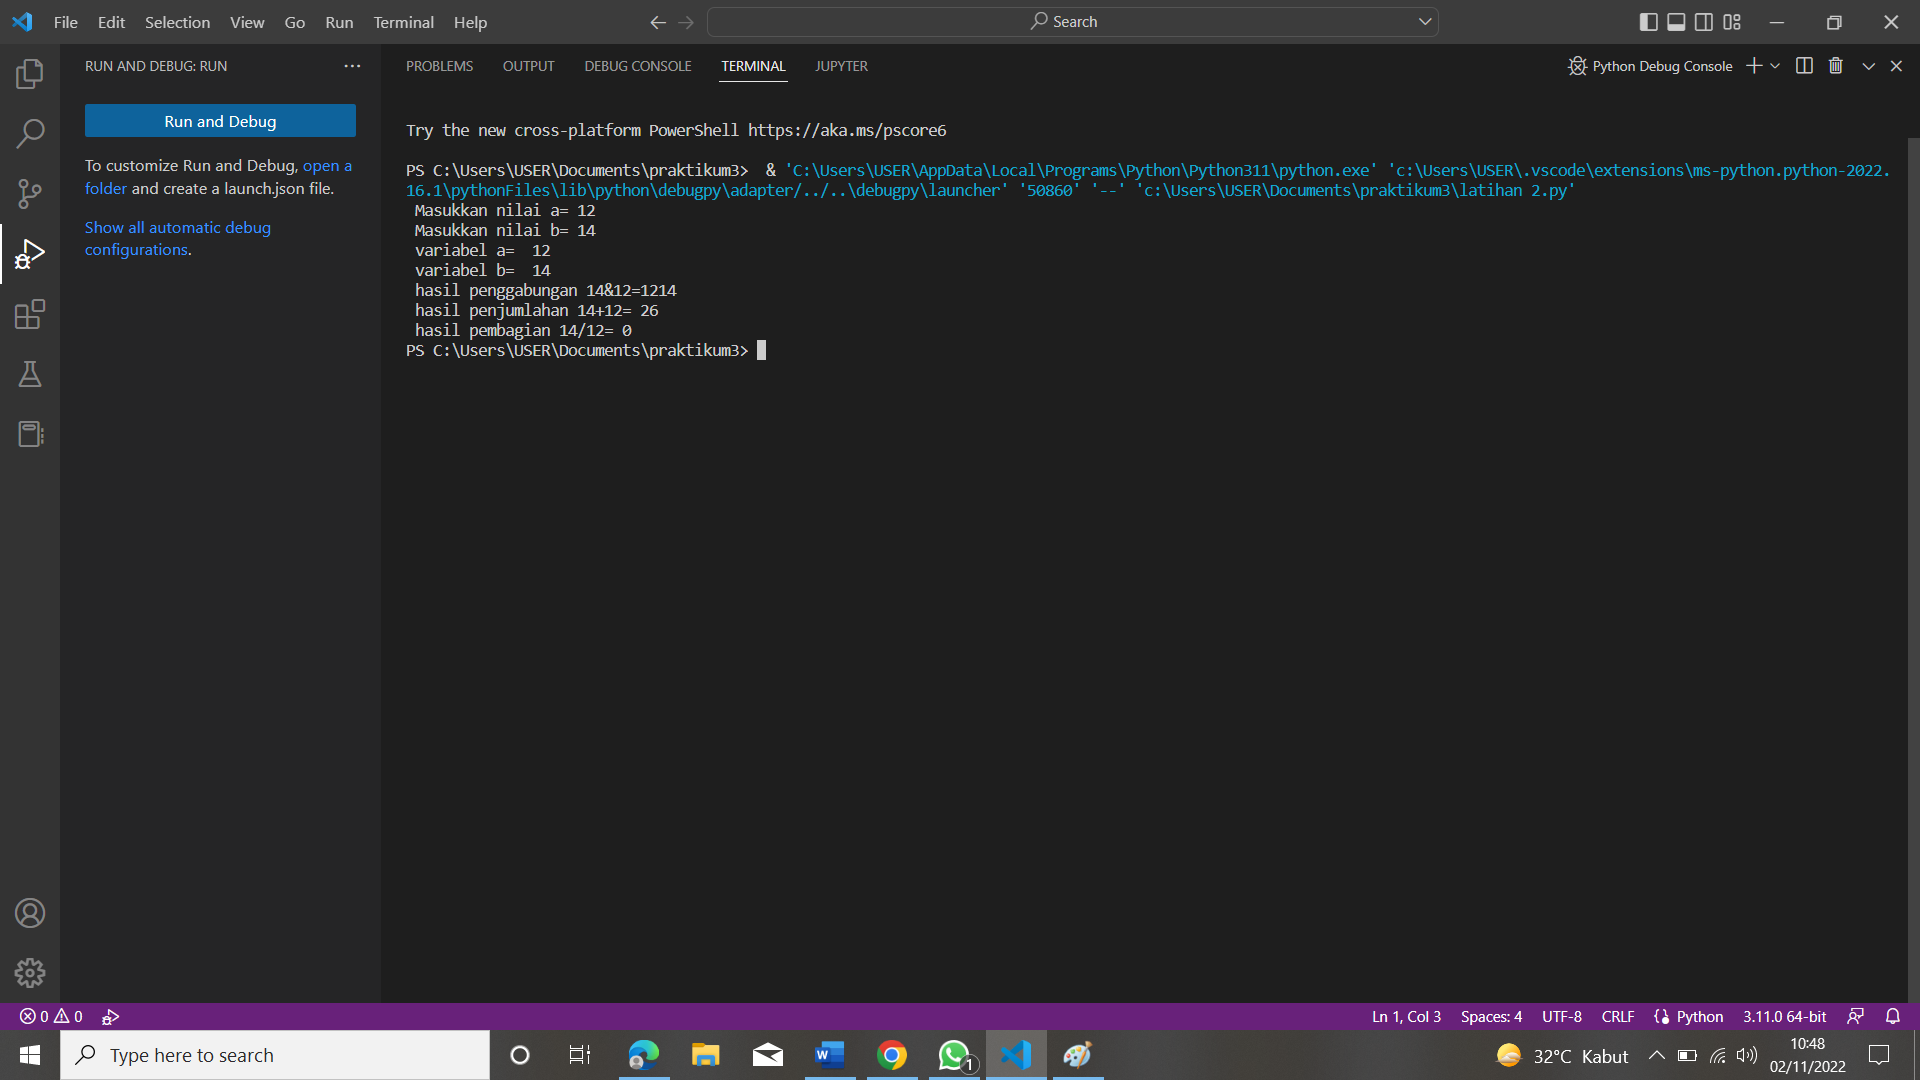 File Edit Selection View Go Run Terminal Help
Search
RUN AND DEBUG: RUN
Run and Debug
To customize Run and Debug, open a
folder and create a launch.json file.
Show all automatic debug
configurations.
PROBLEMS OUTPUT DEBUG CONSOLE TERMINAL JUPYTER
Python Debug Console
Try the new cross-platform PowerShell https://aka.ms/pscore6
PS C:\Users\USER\Documents\praktikum3>  & 'C:\Users\USER\AppData\Local\Programs\Python\Python311\python.exe' 'c:\Users\USER\.vscode\extensions\ms-python.python-2022.
16.1\pythonFiles\lib\python\debugpy\adapter/../..\debugpy\launcher' '50860' '--' 'c:\Users\USER\Documents\praktikum3\latihan 2.py'
Masukkan nilai a= 12
Masukkan nilai b= 14
variabel a=  12
variabel b=  14
hasil penggabungan 14&12=1214
hasil penjumlahan 14+12= 26
hasil pembagian 14/12= 0
PS C:\Users\USER\Documents\praktikum3>
0 0
Ln 1, Col 3 Spaces: 4 UTF-8 CRLF Python 3.11.0 64-bit
Type here to search
W
1
32°C Kabut
10:48
02/11/2022